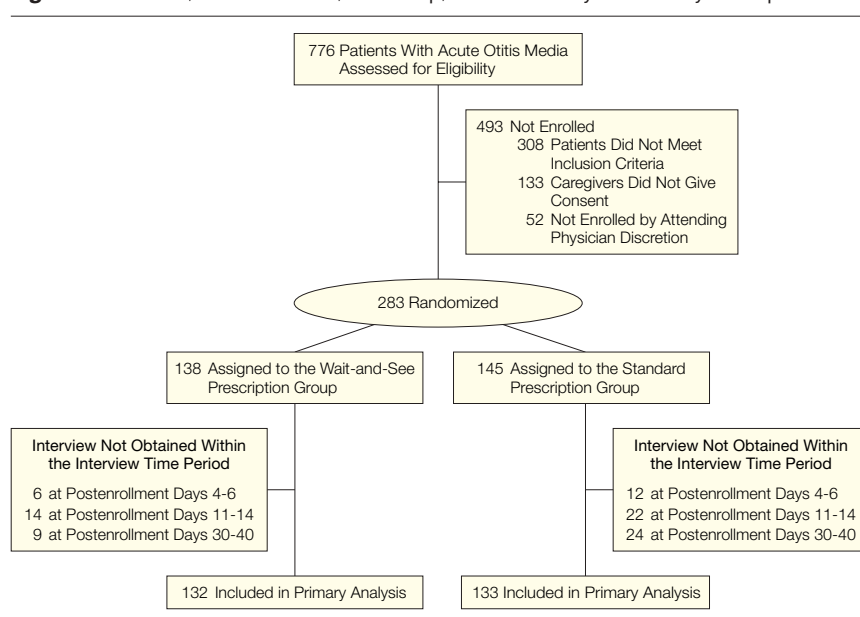 776 Patients With Acute Otitis Media
Assessed for Eligibility
493 Not Enrolled
308 Patients Did Not Meet
Inclusion Criteria
133 Caregivers Did Not Give
Consent
52 Not Enrolled by Attending
Physician Discretion
283 Randomized
138 Assigned to the Wait-and-See
Prescription Group
145 Assigned to the Standard
Prescription Group
Interview Not Obtained Within
the Interview Time Period
6 at Postenrollment Days 4-6
14 at Postenrollment Days 11-14
9 at Postenrollment Days 30-40
Interview Not Obtained Within
the Interview Time Period
12 at Postenrollment Days 4-6
22 at Postenrollment Days 11-14
24 at Postenrollment Days 30-40
132 Included in Primary Analysis
133 Included in Primary Analysis